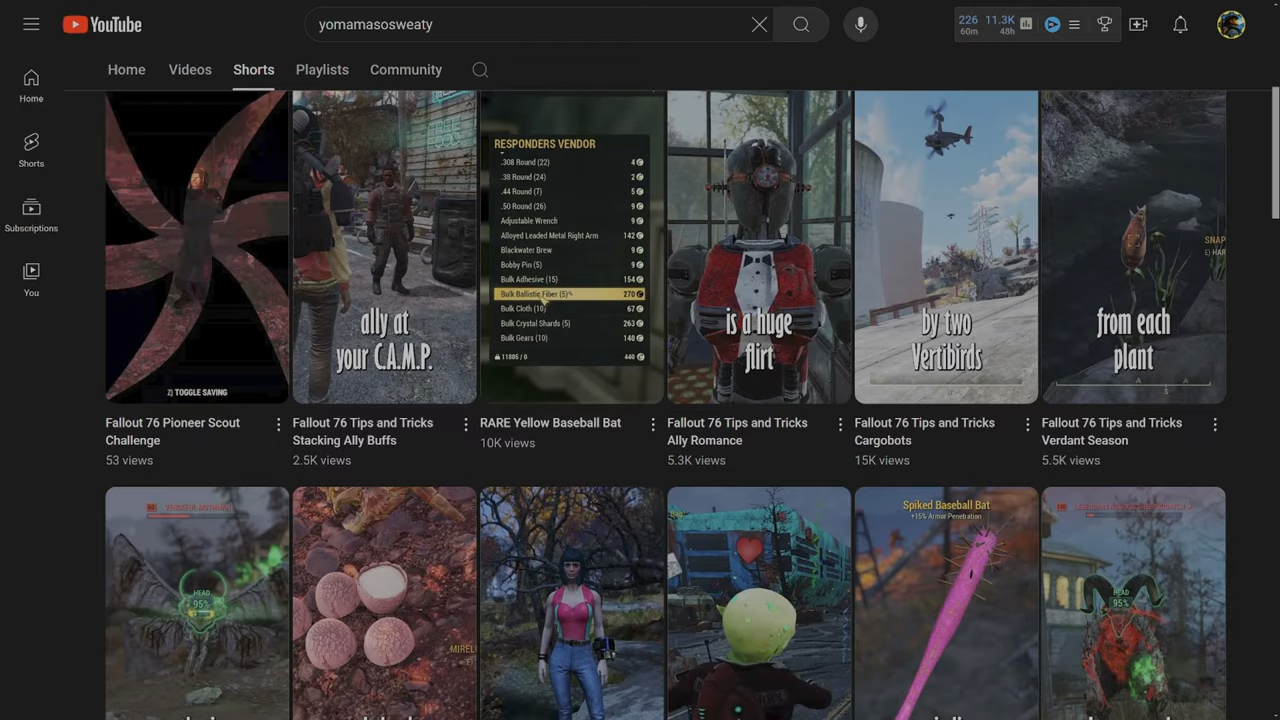 YouTube
yomamasosweaty
226 11.3K
60m 48h
Home Videos Shorts Playlists Community
Home
Shorts
Subscriptions
You
Z) TOGGLE SAVING
ally at
your C.A.M.P.
RESPONDERS VENDOR
.308 Round (22) 4
.38 Round (24) 2
.44 Round (7) 5
.50 Round (26) 9
Adjustable Wrench 9
Alloyed Leaded Metal Right Arm 142
Blackwater Brew 9
Bobby Pin (5) 9
Bulk Adhesive (15) 154
Bulk Ballistic Fiber (5) 270
Bulk Cloth (10) 67
Bulk Crystal Shards (5) 263
Bulk Gears (10) 140
11805 / 0 440
is a huge
flirt
by two
Vertibirds
SNAP
E) HAR
from each
plant
Fallout 76 Pioneer Scout
Challenge
53 views
Fallout 76 Tips and Tricks
Stacking Ally Buffs
2.5K views
RARE Yellow Baseball Bat
10K views
Fallout 76 Tips and Tricks
Ally Romance
5.3K views
Fallout 76 Tips and Tricks
Cargobots
15K views
Fallout 76 Tips and Tricks
Verdant Season
5.5K views
VENGEFUL MOTHMAN
HEAD
95%
MIREL
Spiked Baseball Bat
+15% Armor Penetration
HEAD
95%